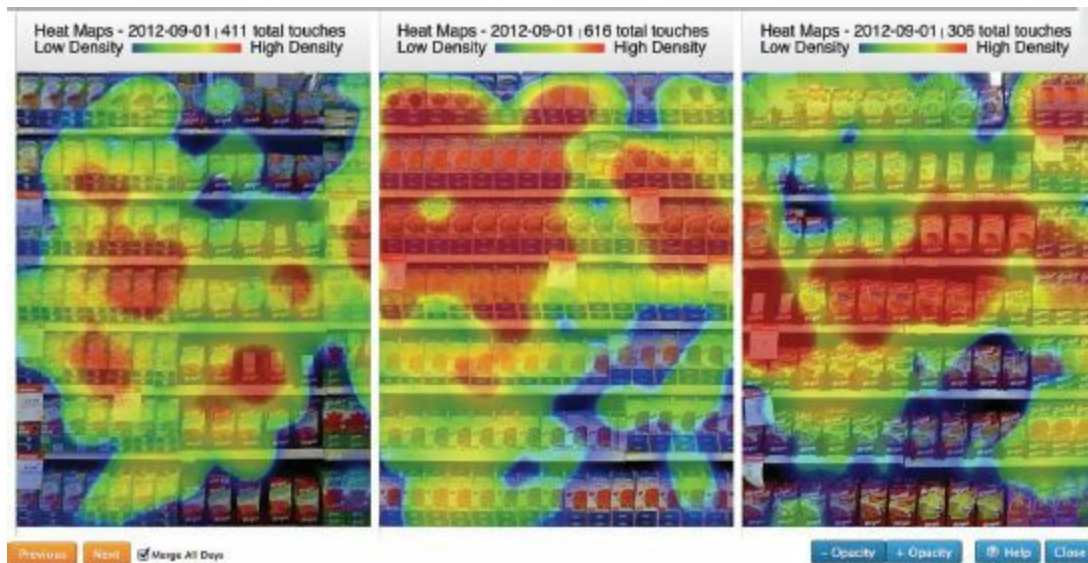 Heat Maps - 2012-09-01 | 411 total touches
Low Density High Density
Heat Maps - 2012-09-01 | 616 total touches
Low Density High Density
Heat Maps - 2012-09-01 | 306 total touches
Low Density High Density
Previous Next Merge All Days - Opacity + Opacity ? Help Close